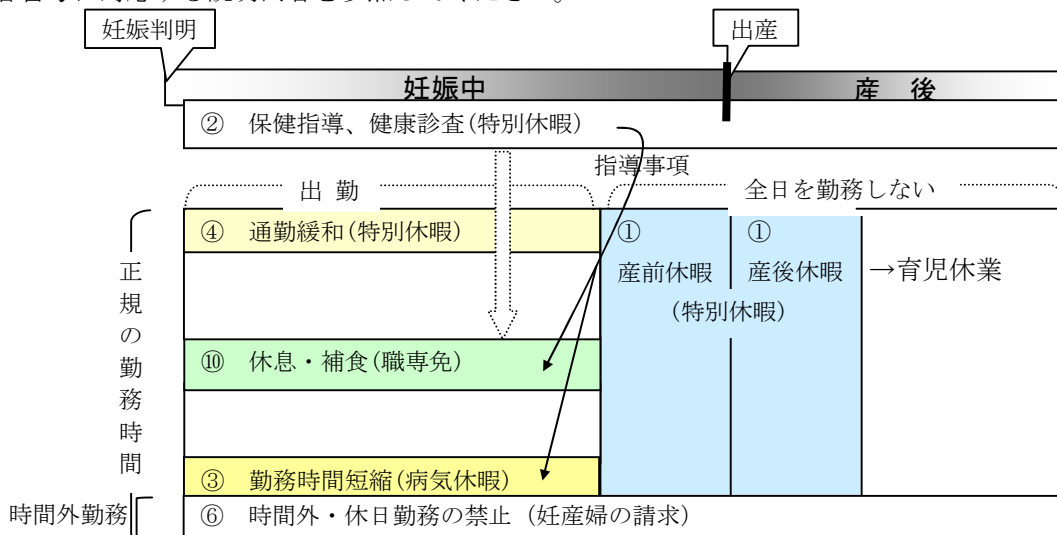 妊娠判明
出産
妊娠中
産 後
② 保健指導、健康診査(特別休暇)
指導事項
出 勤
全日を勤務しない
④ 通勤緩和(特別休暇)
①
産前休暇
①
産後休暇
(特別休暇)
→育児休業
正規の勤務時間
⑩ 休息・補食(職専免)
③ 勤務時間短縮(病気休暇)
時間外勤務
⑥ 時間外・休日勤務の禁止（妊産婦の請求）